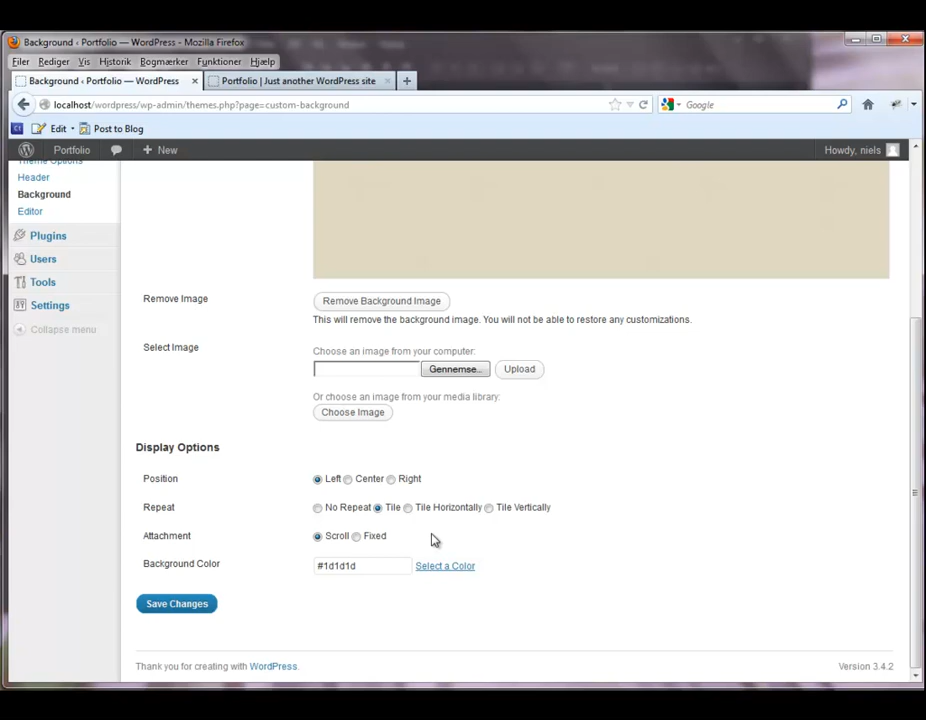 Background ‹ Portfolio — WordPress - Mozilla Firefox
Filer Rediger Vis Historik Bogmærker Funktioner Hjælp
Background ‹ Portfolio — WordPress × Portfolio | Just another WordPress site × +
localhost/wordpress/wp-admin/themes.php?page=custom-background Google
Edit Post to Blog
Portfolio + New Howdy, niels
Theme Options
Header
Background
Editor
Plugins
Users
Tools
Settings
Collapse menu
Remove Image Remove Background Image
This will remove the background image. You will not be able to restore any customizations.
Select Image Choose an image from your computer:
Gennemse... Upload
Or choose an image from your media library:
Choose Image
Display Options
Position Left Center Right
Repeat No Repeat Tile Tile Horizontally Tile Vertically
Attachment Scroll Fixed
Background Color #1d1d1d Select a Color
Save Changes
Thank you for creating with WordPress. Version 3.4.2